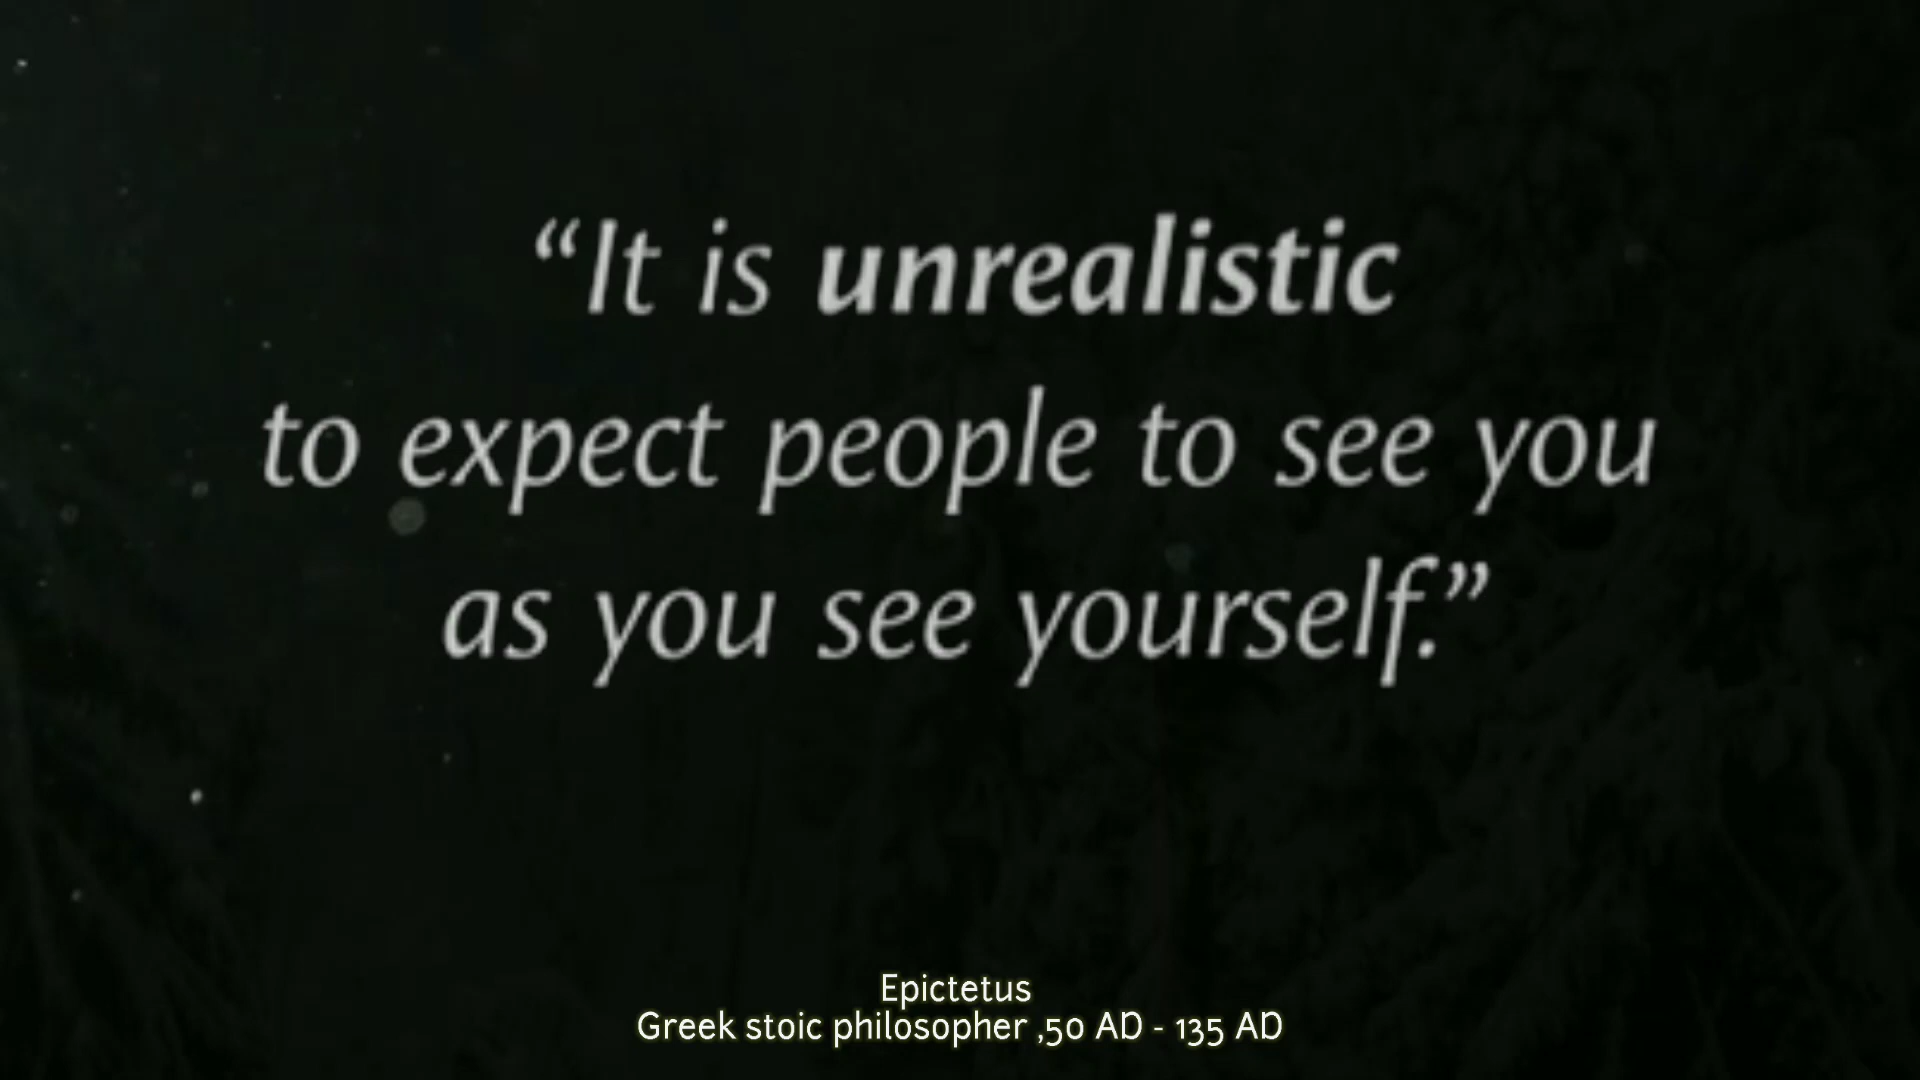 “It is unrealistic
to expect people to see you
as you see yourself.”
Epictetus
Greek stoic philosopher ,50 AD - 135 AD